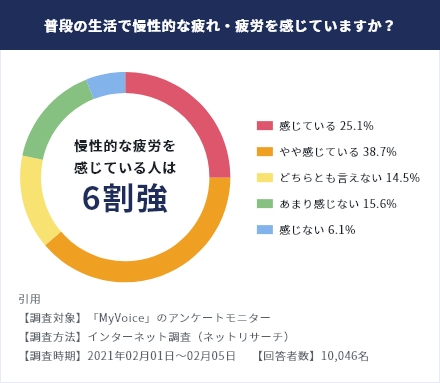 普段の生活で慢性的な疲れ・疲労を感じていますか？
慢性的な疲労を
感じている人は
6割強
感じている 25.1%
やや感じている 38.7%
どちらとも言えない 14.5%
あまり感じない 15.6%
感じない 6.1%
引用
【調査対象】「MyVoice」のアンケートモニター
【調査方法】インターネット調査（ネットリサーチ）
【調査時期】2021年02月01日〜02月05日　【回答者数】10,046名